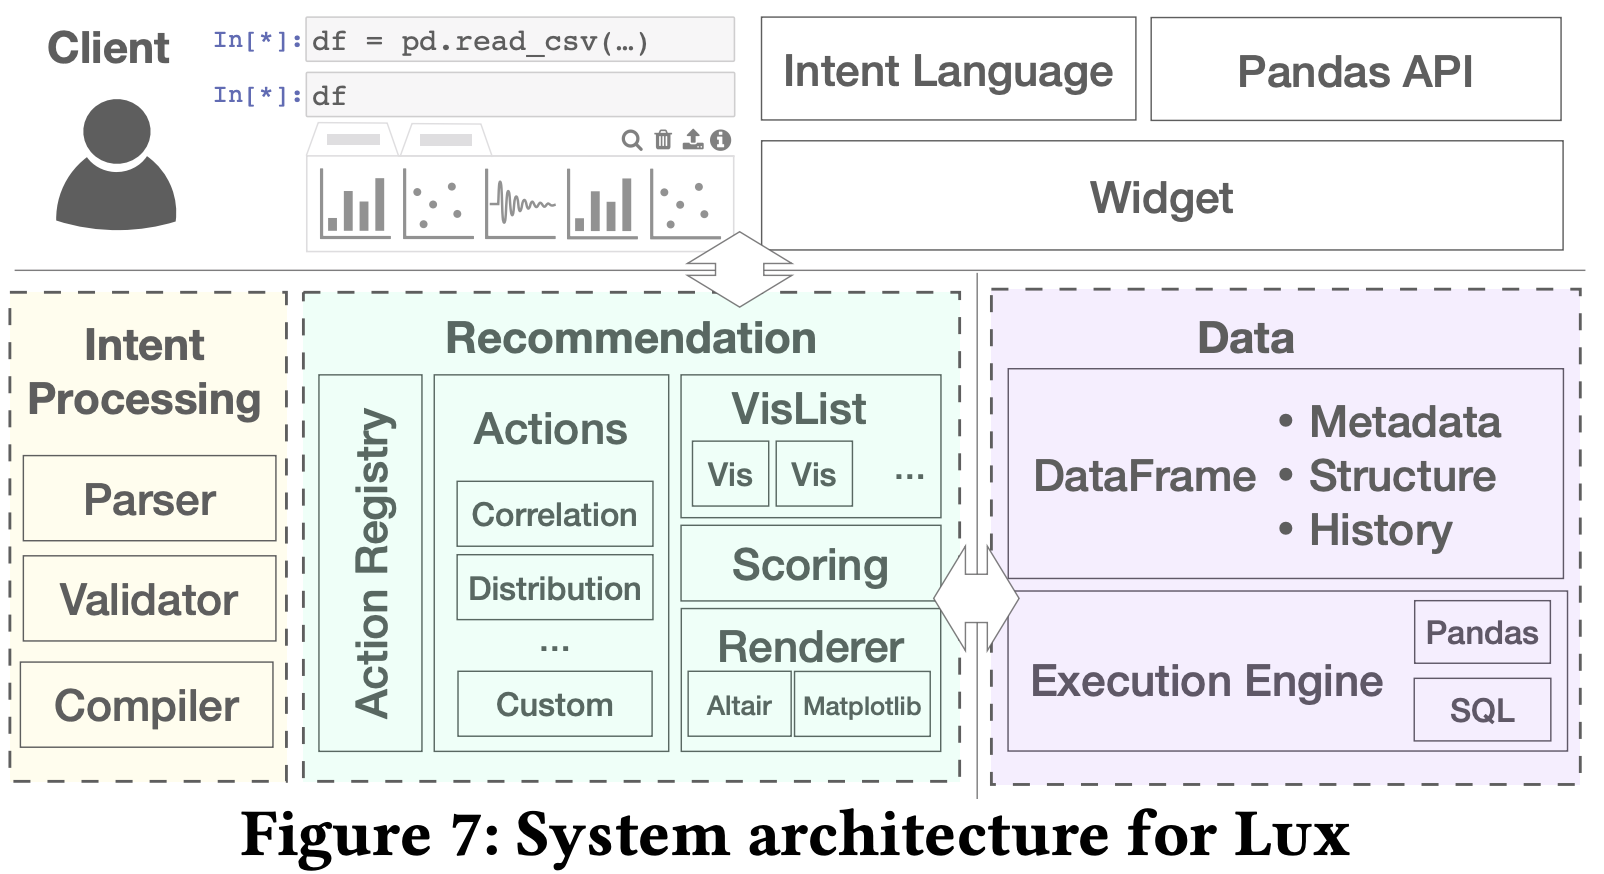 Client
In[*]: df = pd.read_csv(…)
In[*]: df
Intent Language
Pandas API
Widget
Intent
Processing
Parser
Validator
Compiler
Recommendation
Action Registry
Actions
Correlation
Distribution
...
Custom
VisList
Vis
Vis
...
Scoring
Renderer
Altair
Matplotlib
Data
DataFrame
• Metadata
• Structure
• History
Execution Engine
Pandas
SQL
Figure 7: System architecture for Lux